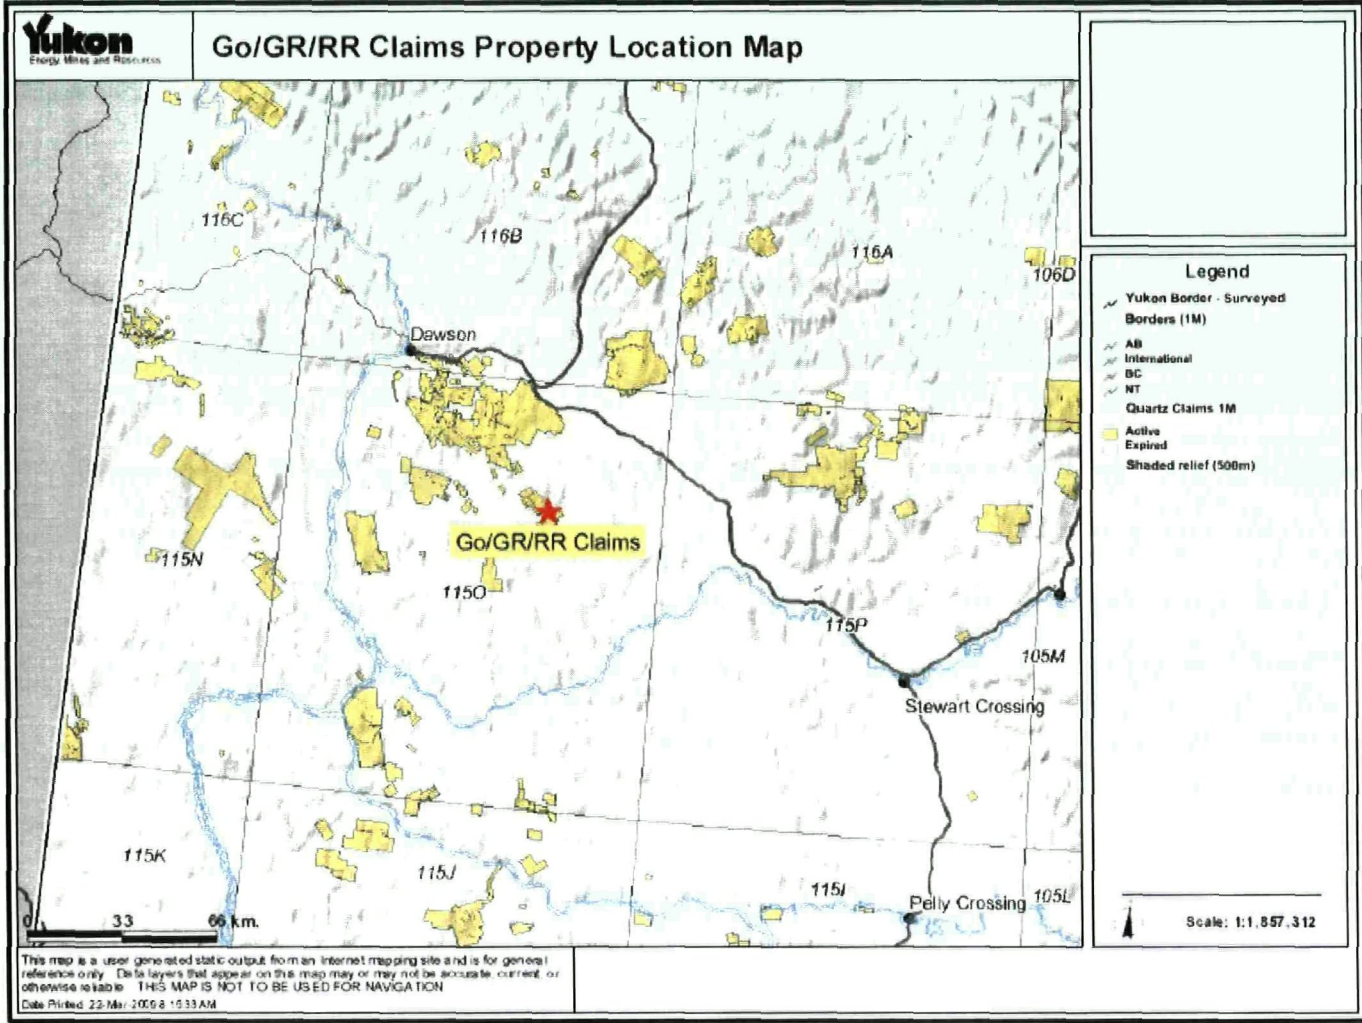 Yukon
Energy Mines and Resources
Go/GR/RR Claims Property Location Map
116C
116B
116A
106D
Dawson
Go/GR/RR Claims
115N
115O
115P
105M
Stewart Crossing
115K
115J
115I
Pelly Crossing
105L
0 33 66 km.
Legend
Yukon Border - Surveyed
Borders (1M)
AB
International
BC
NT
Quartz Claims 1M
Active
Expired
Shaded relief (500m)
Scale: 1:1,857,312
This map is a user generated static output from an Internet mapping site and is for general
reference only. Data layers that appear on this map may or may not be accurate, current, or
otherwise reliable. THIS MAP IS NOT TO BE USED FOR NAVIGATION
Date Printed: 22-Mar-2009